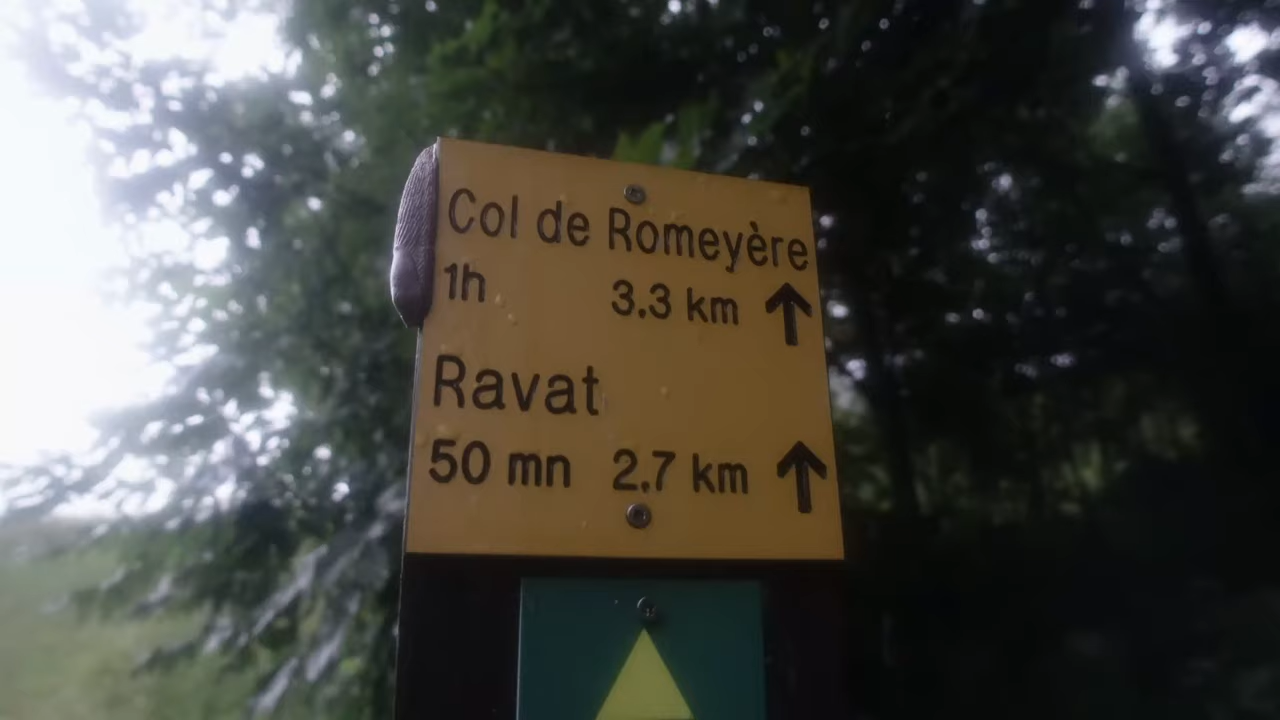 Col de Romeyère
1h 3.3 km ↑
Ravat
50 mn 2.7 km ↑